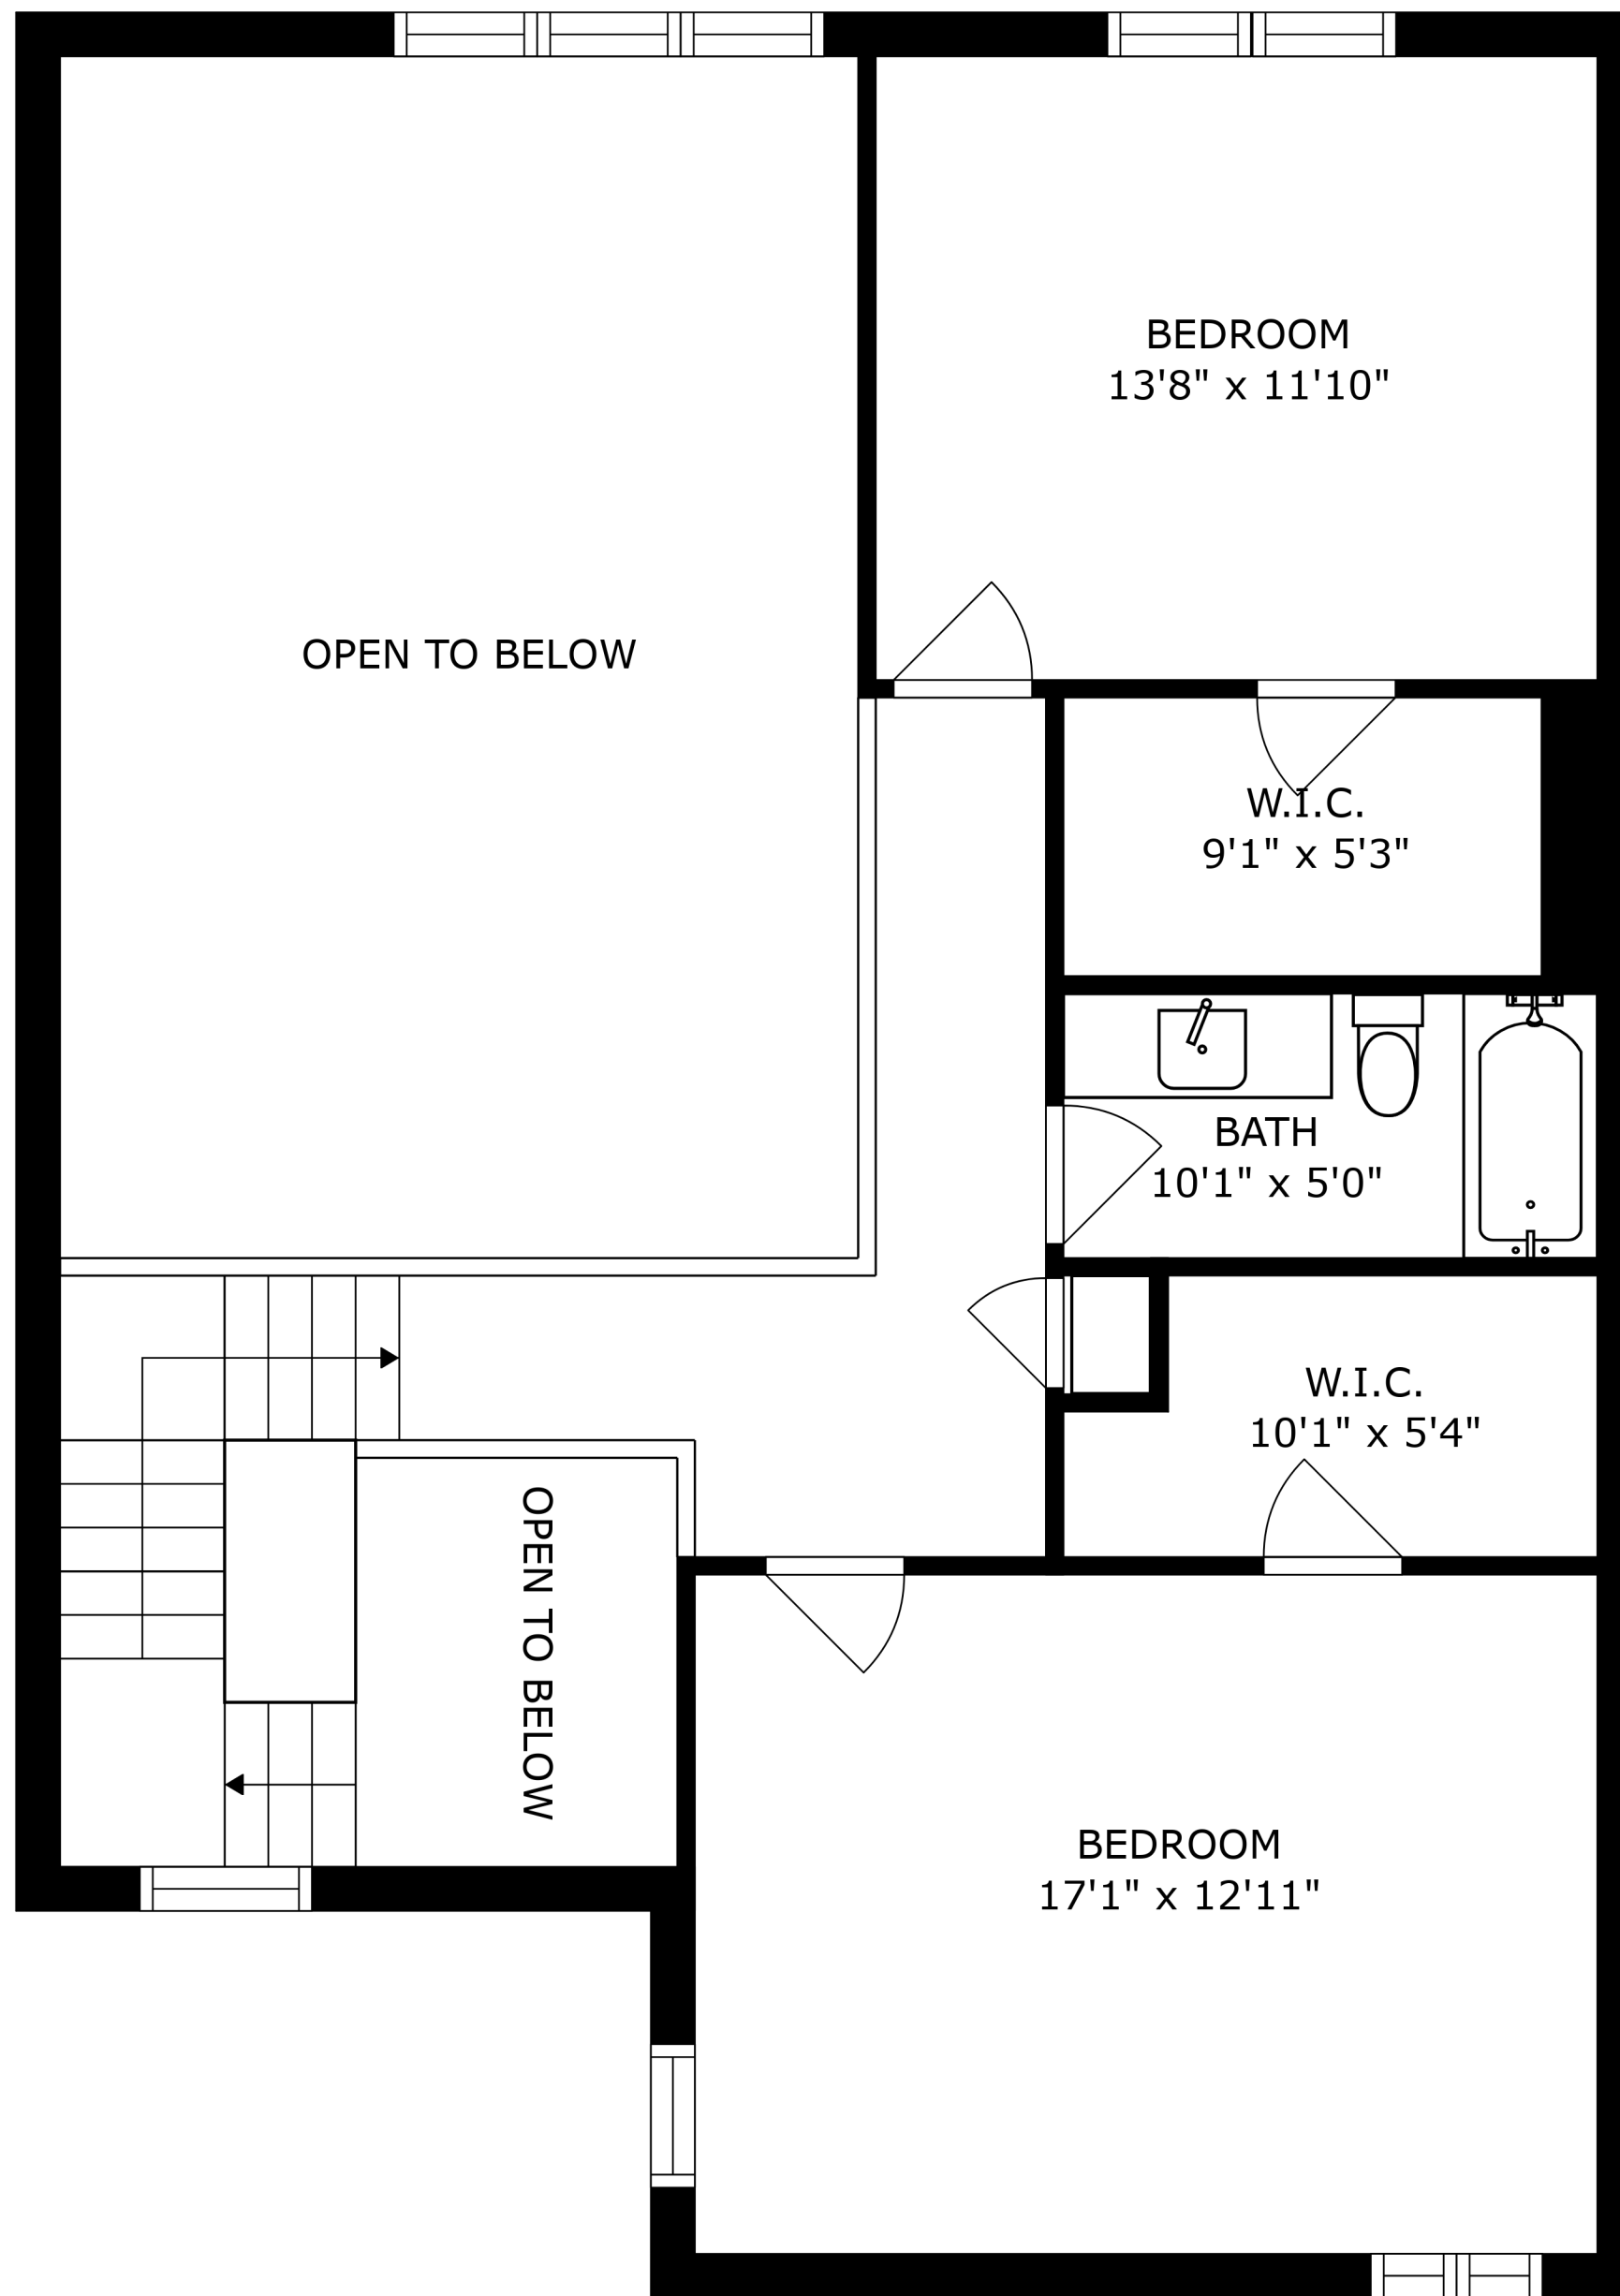 BEDROOM
13'8" x 11'10"
OPEN TO BELOW
W.I.C.
9'1" x 5'3"
BATH
10'1" x 5'0"
W.I.C.
10'1" x 5'4"
OPEN TO BELOW
BEDROOM
17'1" x 12'11"